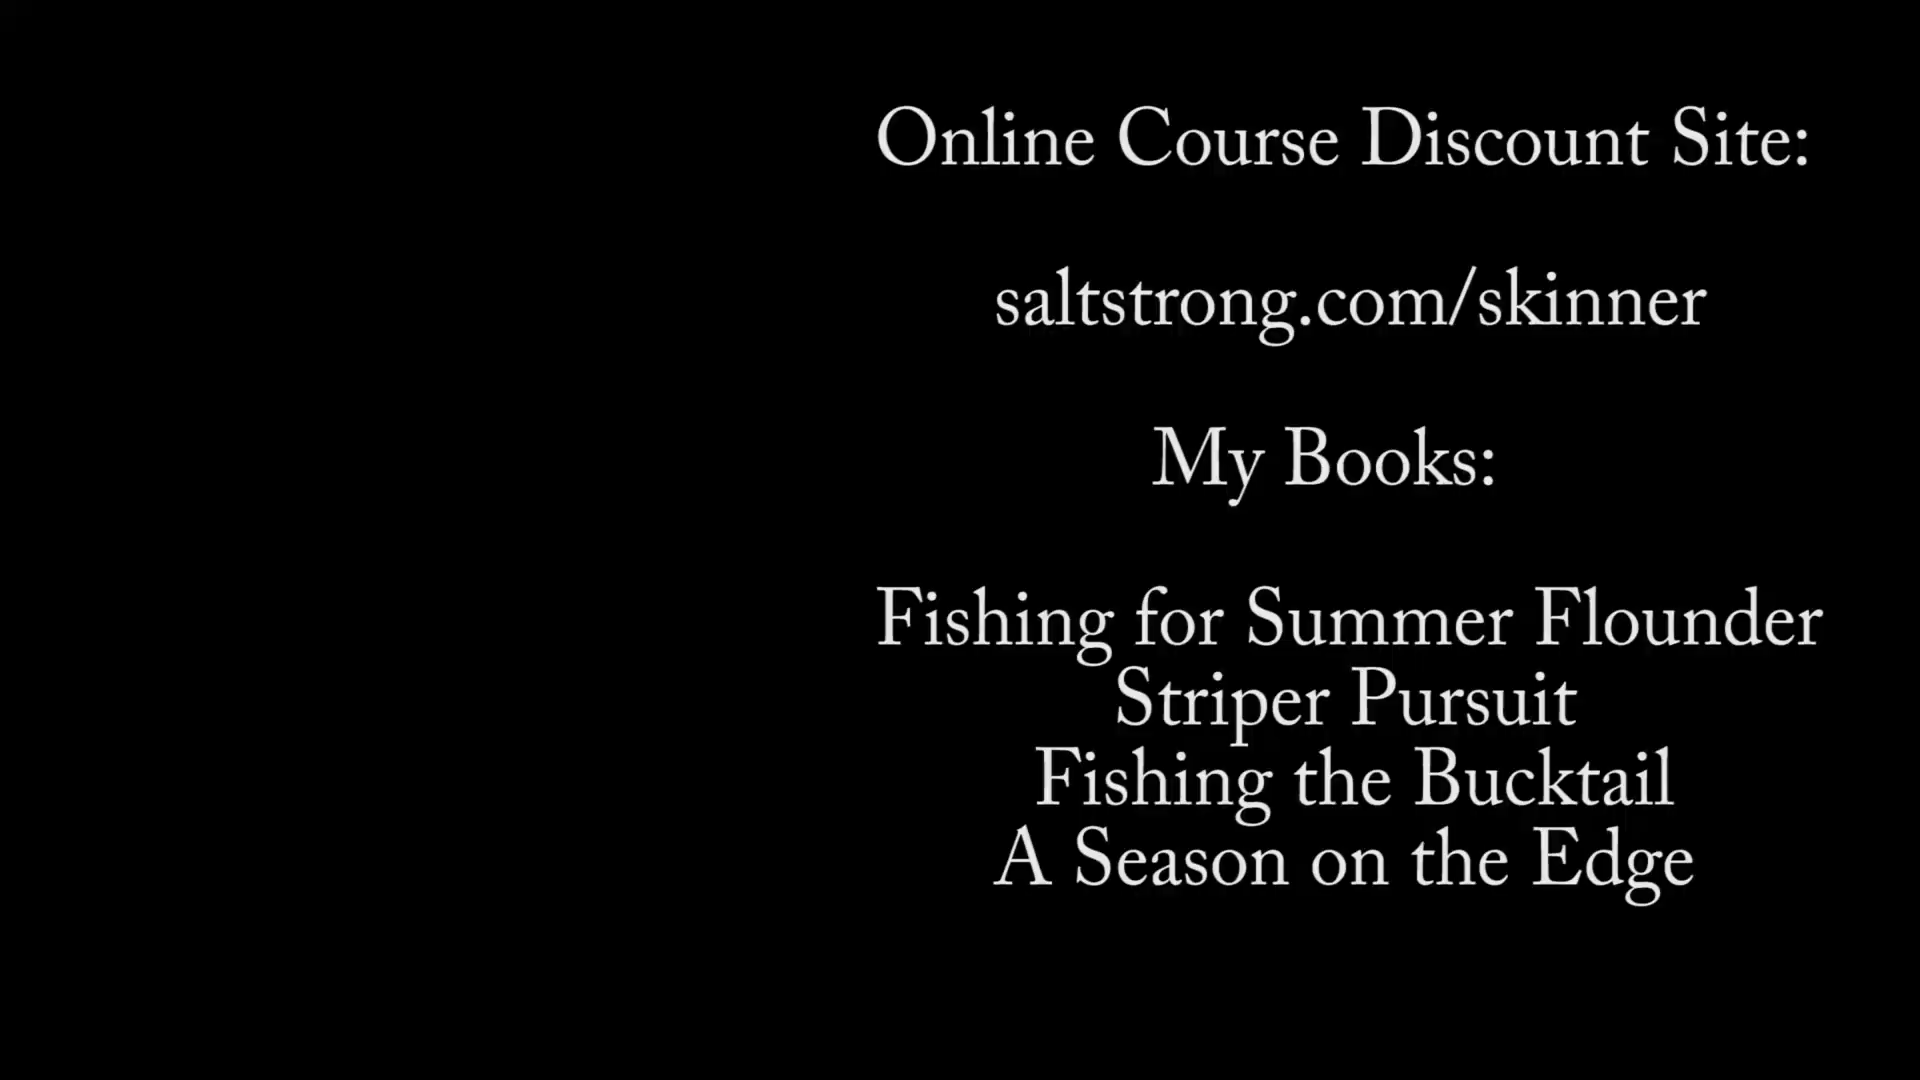 Online Course Discount Site:
saltstrong.com/skinner
My Books:
Fishing for Summer Flounder
Striper Pursuit
Fishing the Bucktail
A Season on the Edge